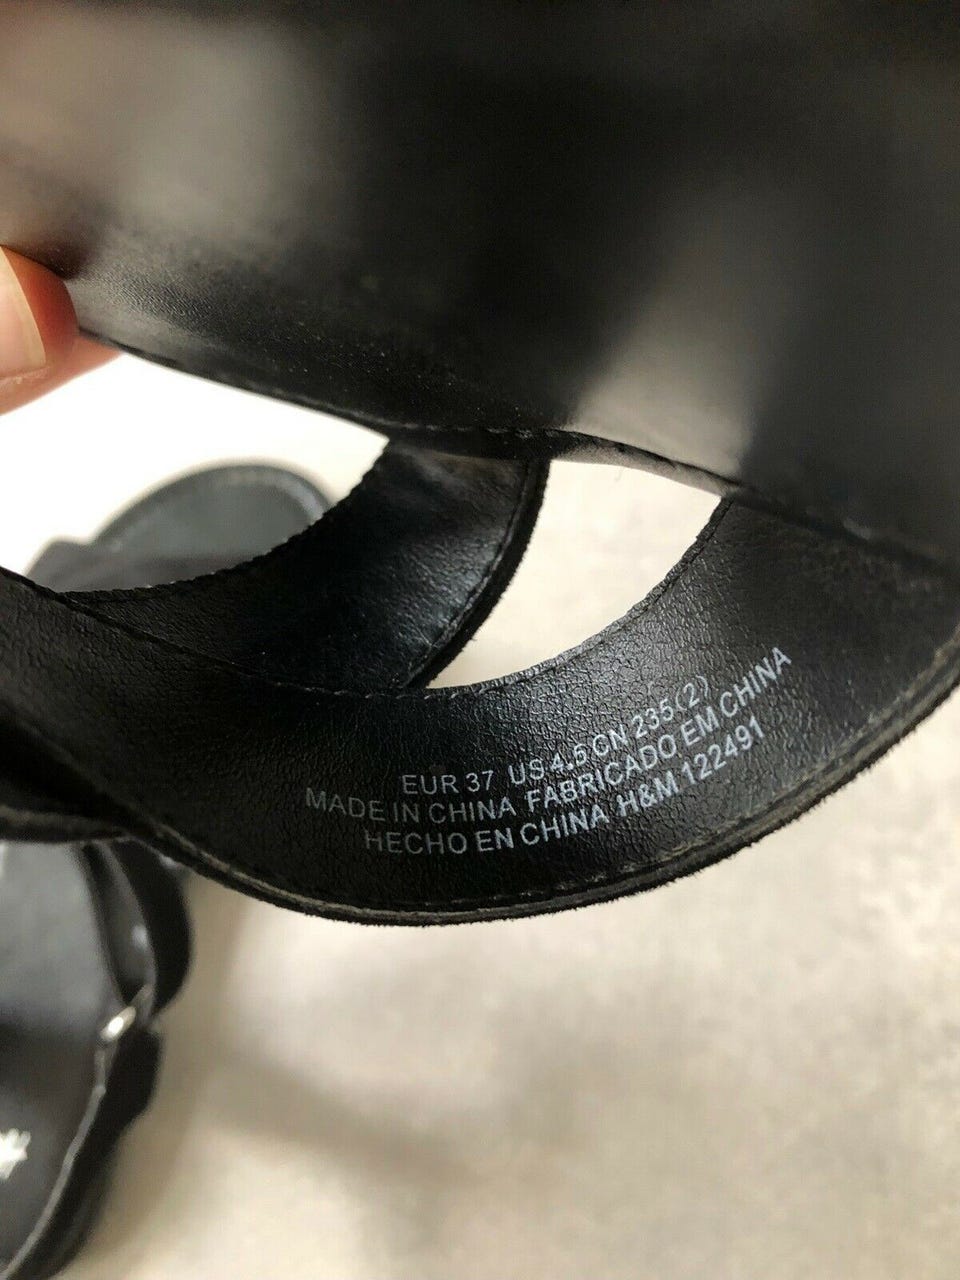 EUR 37 US 4.5 CN 235(2)
MADE IN CHINA FABRICADO EM CHINA
HECHO EN CHINA H&M 122491